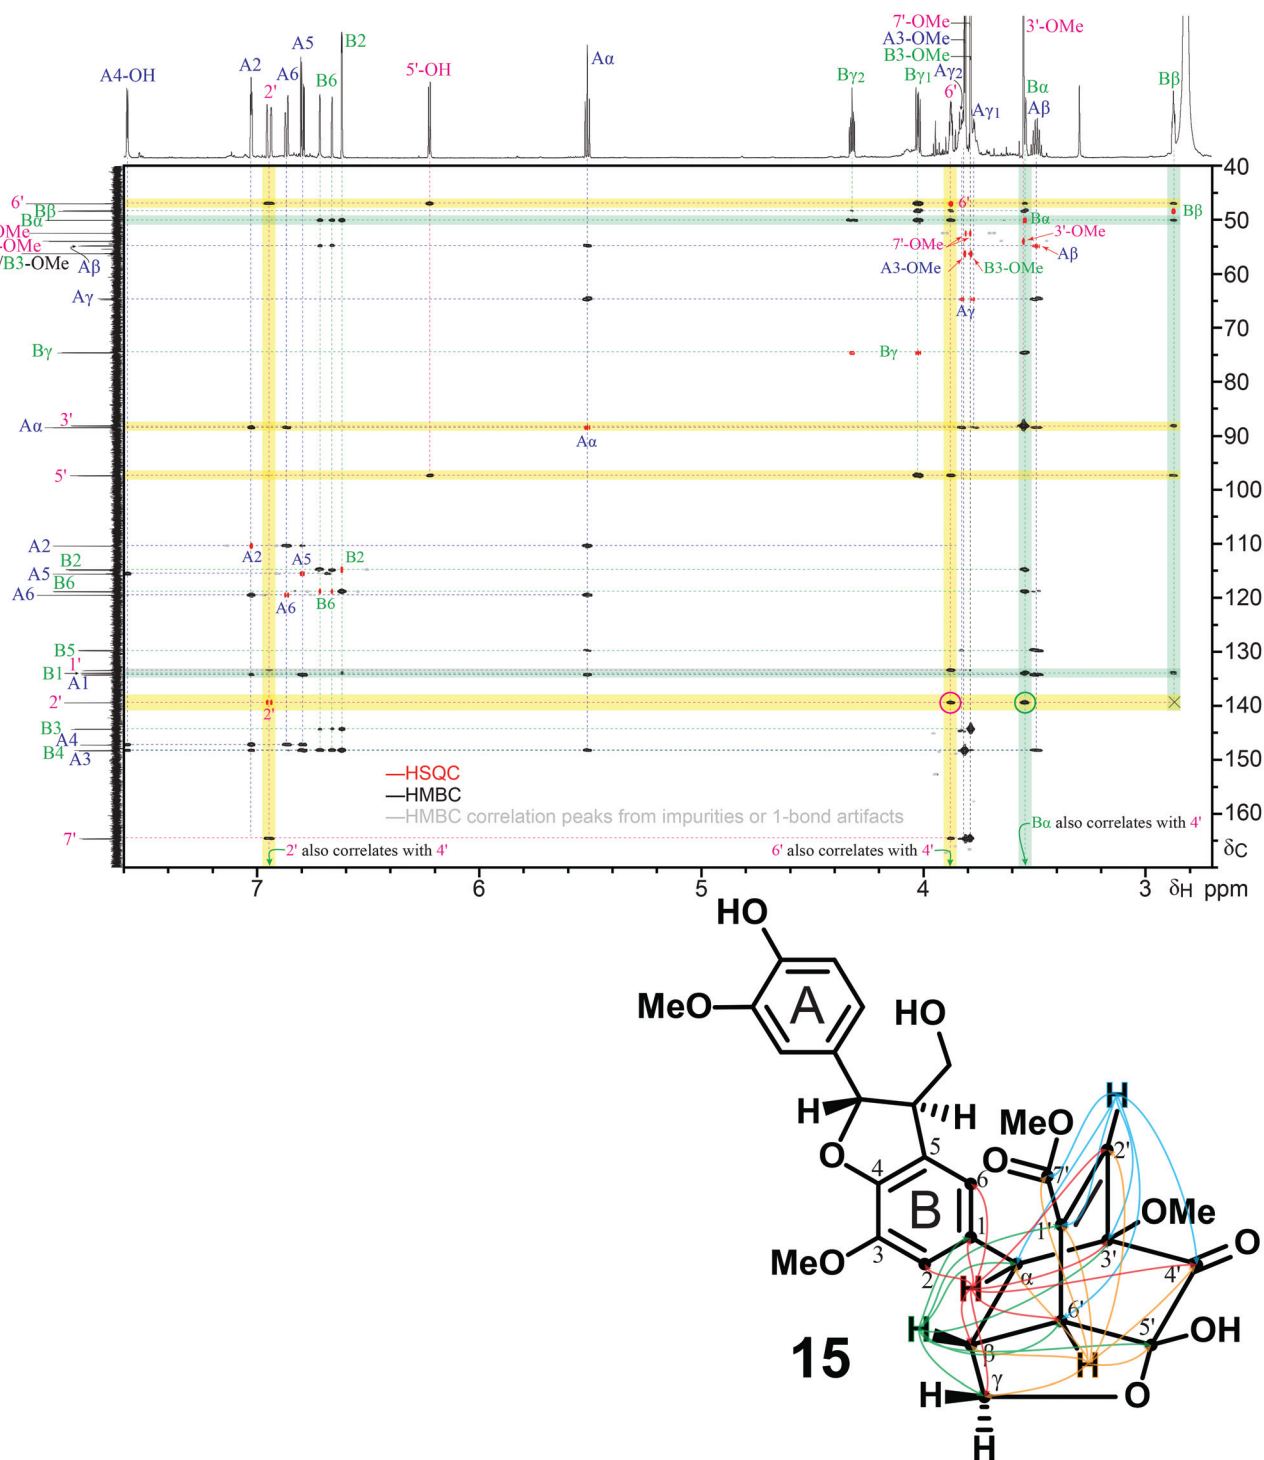 7'-OMe
3'-OMe
A3-OMe
B3-OMe
A5
B2
A4-OH
A2
2'
A6
B6
5'-OH
Aα
Bγ2
Bγ1
Aγ2
6'
Aγ1
Bα
Aβ
Bβ
6'
Bβ
Bα
OMe
-OMe
/B3-OMe
Aβ
Aγ
Bγ
3'
Aα
5'
A2
B2
A5
B6
A6
B5
1'
B1
A1
2'
B3
A4
B4
A3
7'
6'
Bβ
Bα
3'-OMe
7'-OMe
A3-OMe
B3-OMe
Aβ
Aγ
Bγ
Aα
A2
A5
B2
A6
B6
2'
—HSQC
—HMBC
—HMBC correlation peaks from impurities or 1-bond artifacts
Bα also correlates with 4'
2' also correlates with 4'
6' also correlates with 4'
40
50
60
70
80
90
100
110
120
130
140
150
160
δC
7
6
5
4
3
δH ppm
HO
MeO
A
HO
H
H
MeO
H
O
O
2'
7'
4
5
6
B
1
1'
OMe
O
3
MeO
2
H
α
3'
4'
H
6'
5'
OH
15
β
H
H
γ
O
H